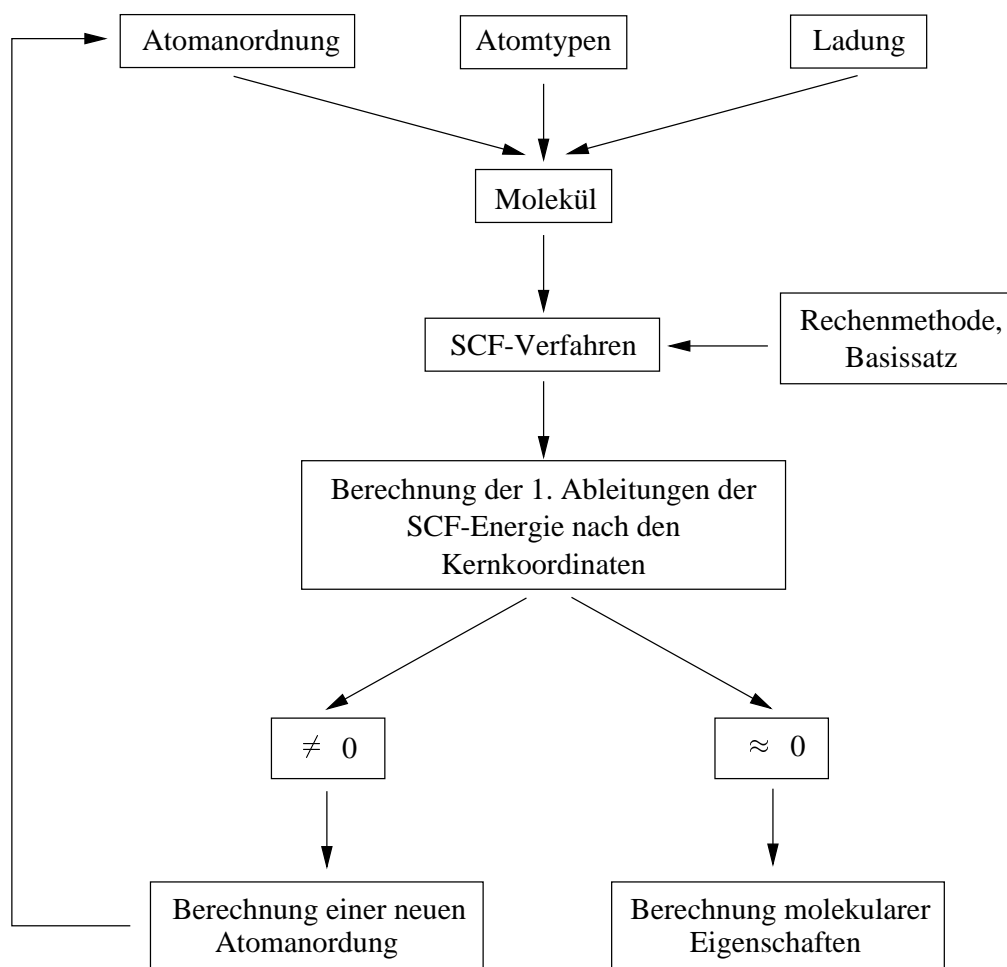 Atomanordnung
Atomtypen
Ladung
Molekül
SCF-Verfahren
Rechenmethode,
Basissatz
Berechnung der 1. Ableitungen der
SCF-Energie nach den
Kernkoordinaten
≠ 0
≈ 0
Berechnung einer neuen
Atomanordung
Berechnung molekularer
Eigenschaften